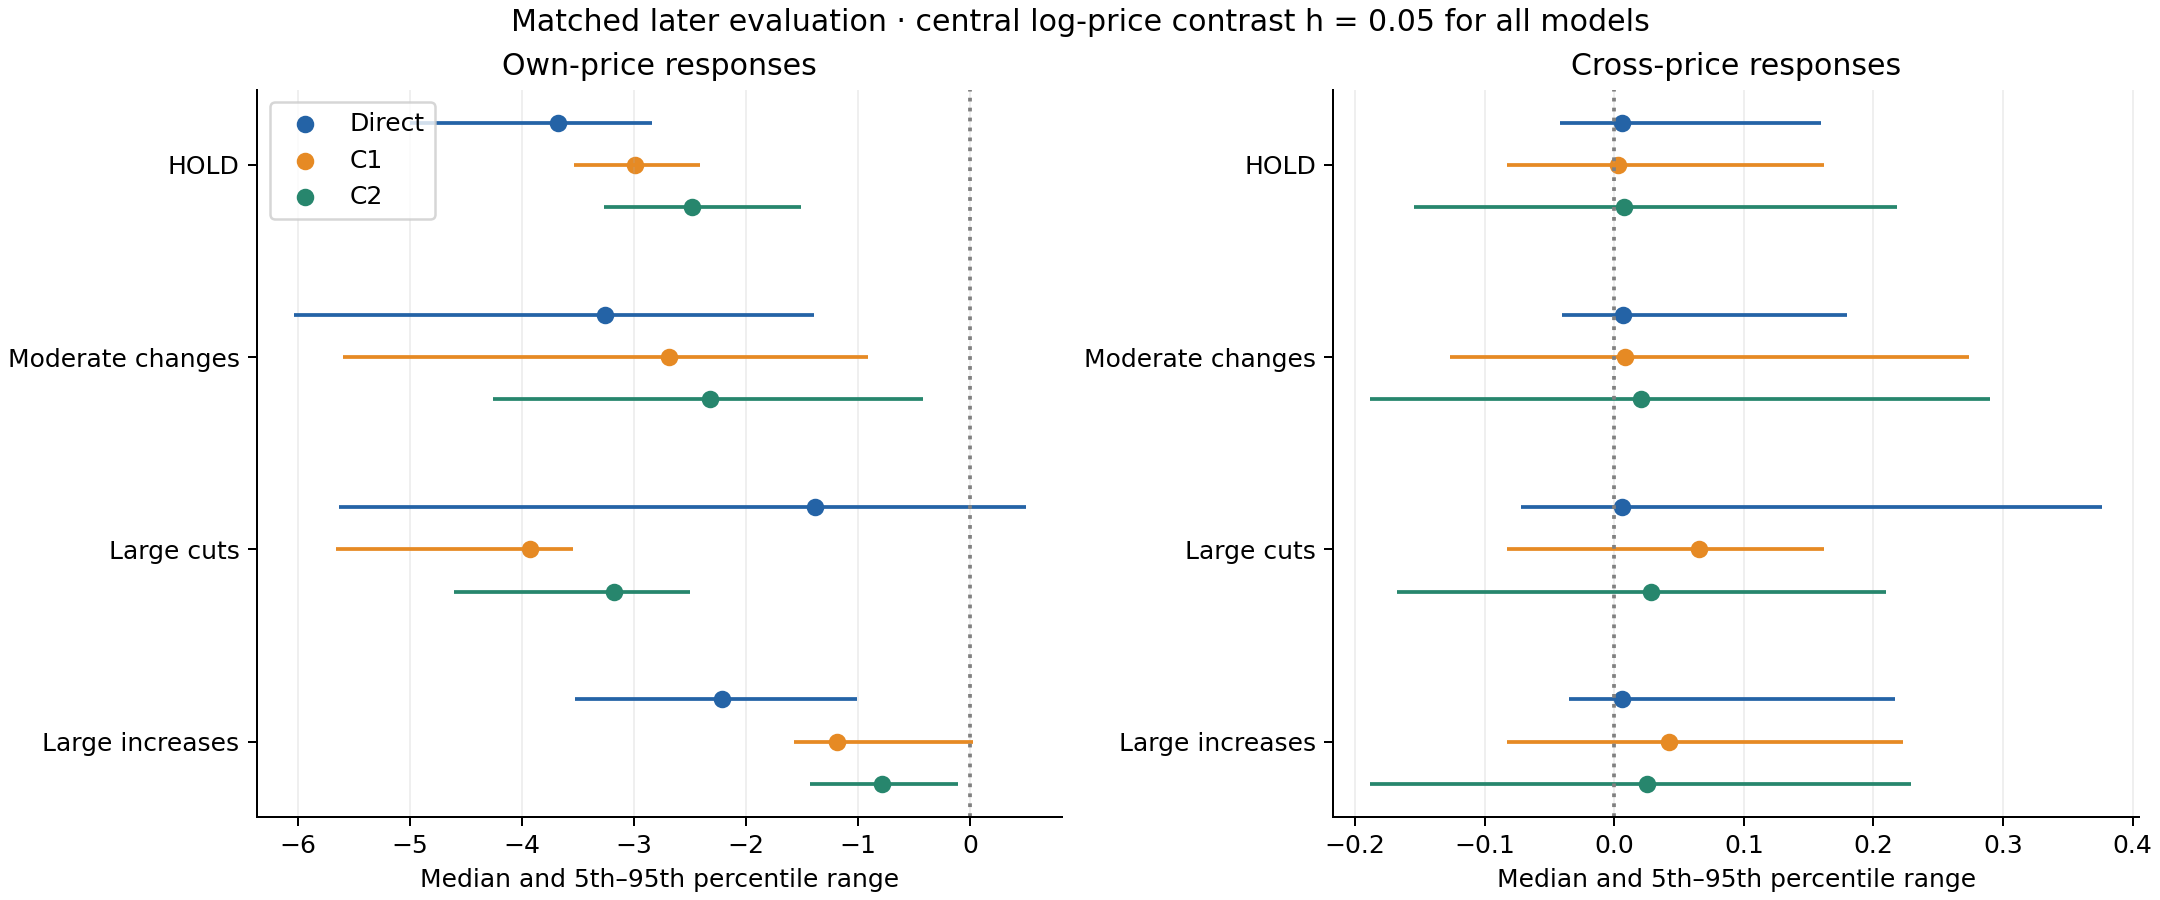 Matched later evaluation · central log-price contrast h = 0.05 for all models
Own-price responses
Direct
C1
C2
HOLD
Moderate changes
Large cuts
Large increases
−6 −5 −4 −3 −2 −1 0
Median and 5th–95th percentile range
Cross-price responses
HOLD
Moderate changes
Large cuts
Large increases
−0.2 −0.1 0.0 0.1 0.2 0.3 0.4
Median and 5th–95th percentile range